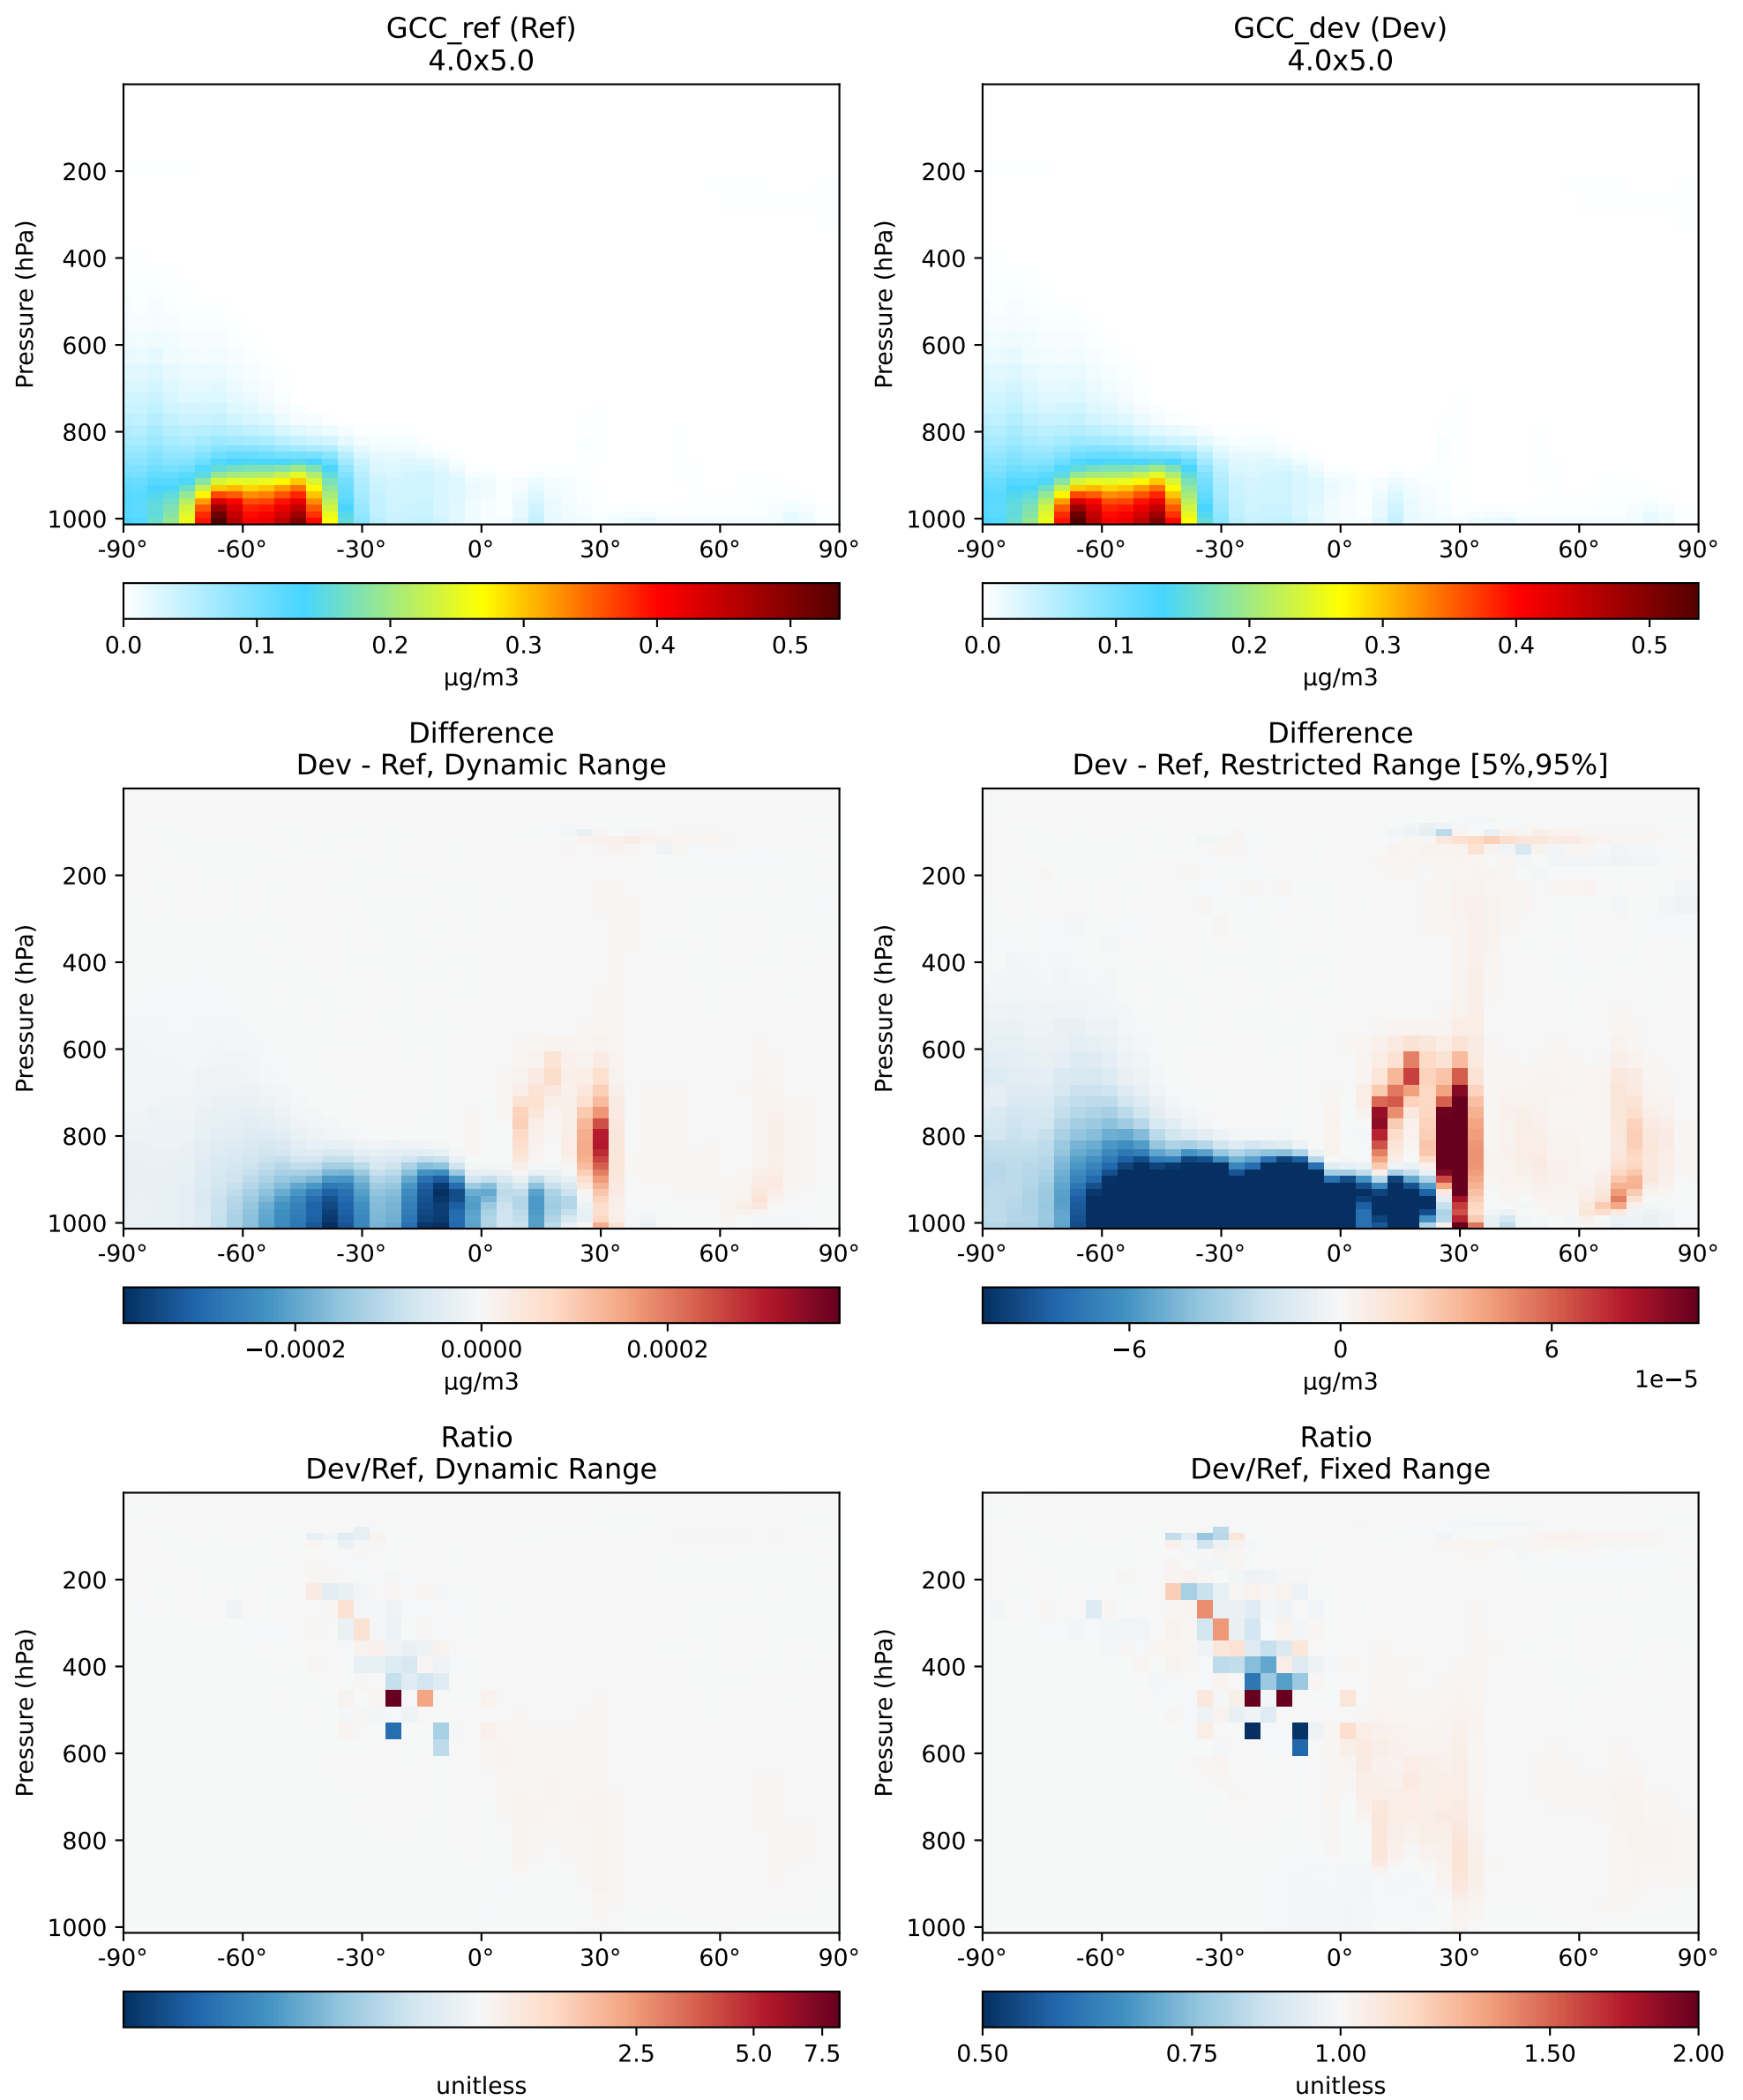 GCC_ref (Ref)
4.0x5.0
GCC_dev (Dev)
4.0x5.0
Pressure (hPa)
200
400
600
800
1000
-90° -60° -30° 0° 30° 60° 90°
0.0 0.1 0.2 0.3 0.4 0.5
μg/m3
Pressure (hPa)
200
400
600
800
1000
-90° -60° -30° 0° 30° 60° 90°
0.0 0.1 0.2 0.3 0.4 0.5
μg/m3
Difference
Dev - Ref, Dynamic Range
Pressure (hPa)
200
400
600
800
1000
-90° -60° -30° 0° 30° 60° 90°
−0.0002 0.0000 0.0002
μg/m3
Difference
Dev - Ref, Restricted Range [5%,95%]
Pressure (hPa)
200
400
600
800
1000
-90° -60° -30° 0° 30° 60° 90°
−6 0 6
1e−5
μg/m3
Ratio
Dev/Ref, Dynamic Range
Pressure (hPa)
200
400
600
800
1000
-90° -60° -30° 0° 30° 60° 90°
2.5 5.0 7.5
unitless
Ratio
Dev/Ref, Fixed Range
Pressure (hPa)
200
400
600
800
1000
-90° -60° -30° 0° 30° 60° 90°
0.50 0.75 1.00 1.50 2.00
unitless